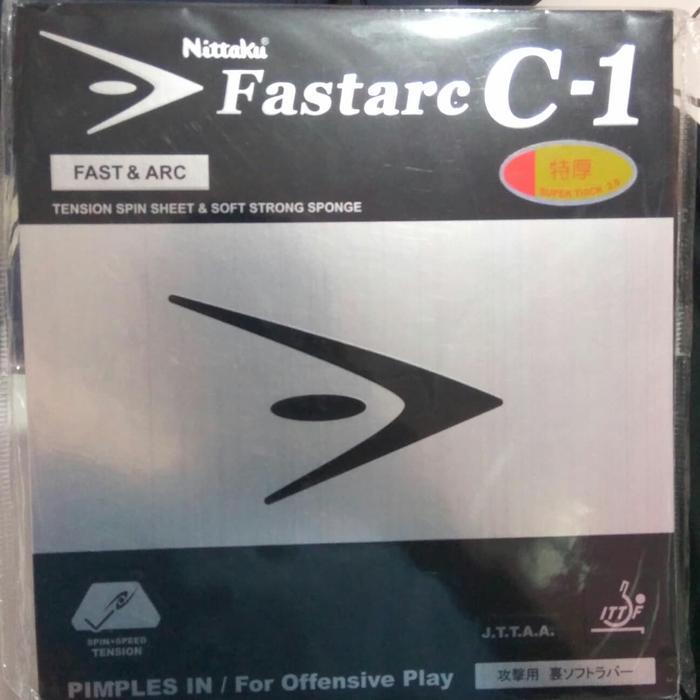 Nittaku®
Fastarc C-1
FAST & ARC
特厚
SUPER THICK 2.0
TENSION SPIN SHEET & SOFT STRONG SPONGE
SPIN+SPEED
TENSION
J.T.T.A.A.
ITTF
PIMPLES IN / For Offensive Play
攻撃用 裏ソフトラバー